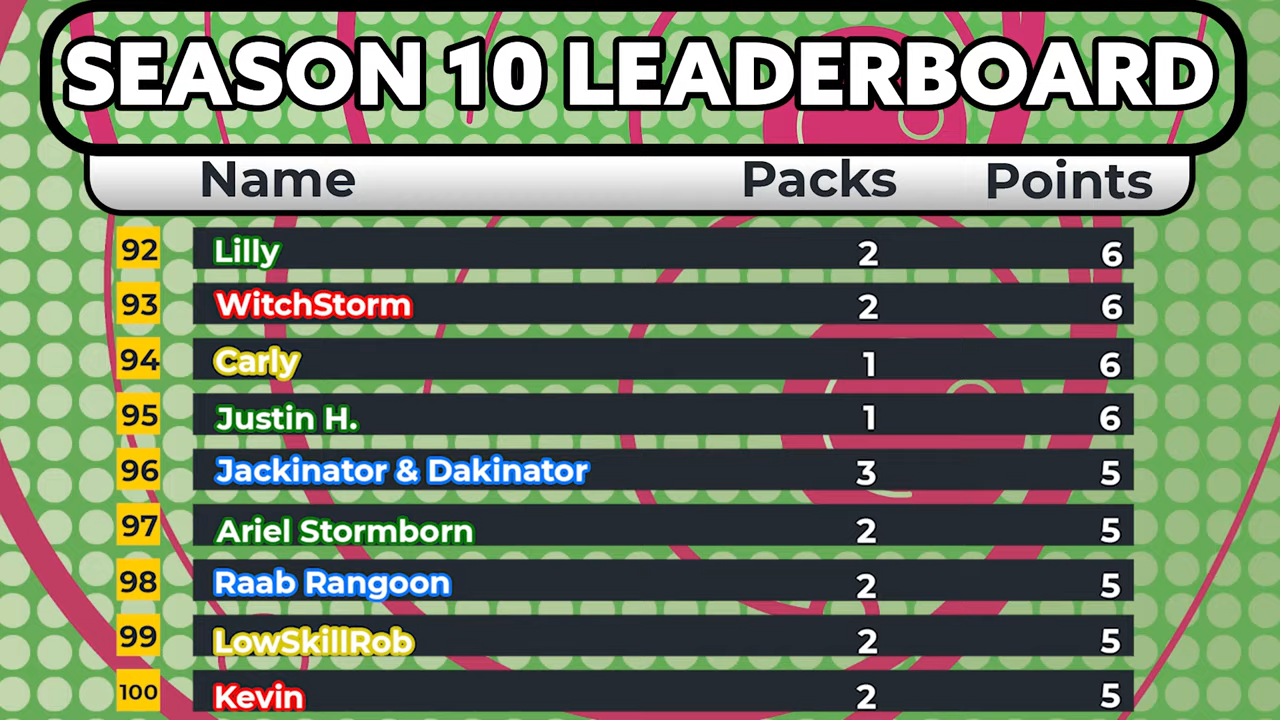 SEASON 10 LEADERBOARD
Name Packs Points
92 Lilly 2 6
93 WitchStorm 2 6
94 Carly 1 6
95 Justin H. 1 6
96 Jackinator & Dakinator 3 5
97 Ariel Stormborn 2 5
98 Raab Rangoon 2 5
99 LowSkillRob 2 5
100 Kevin 2 5